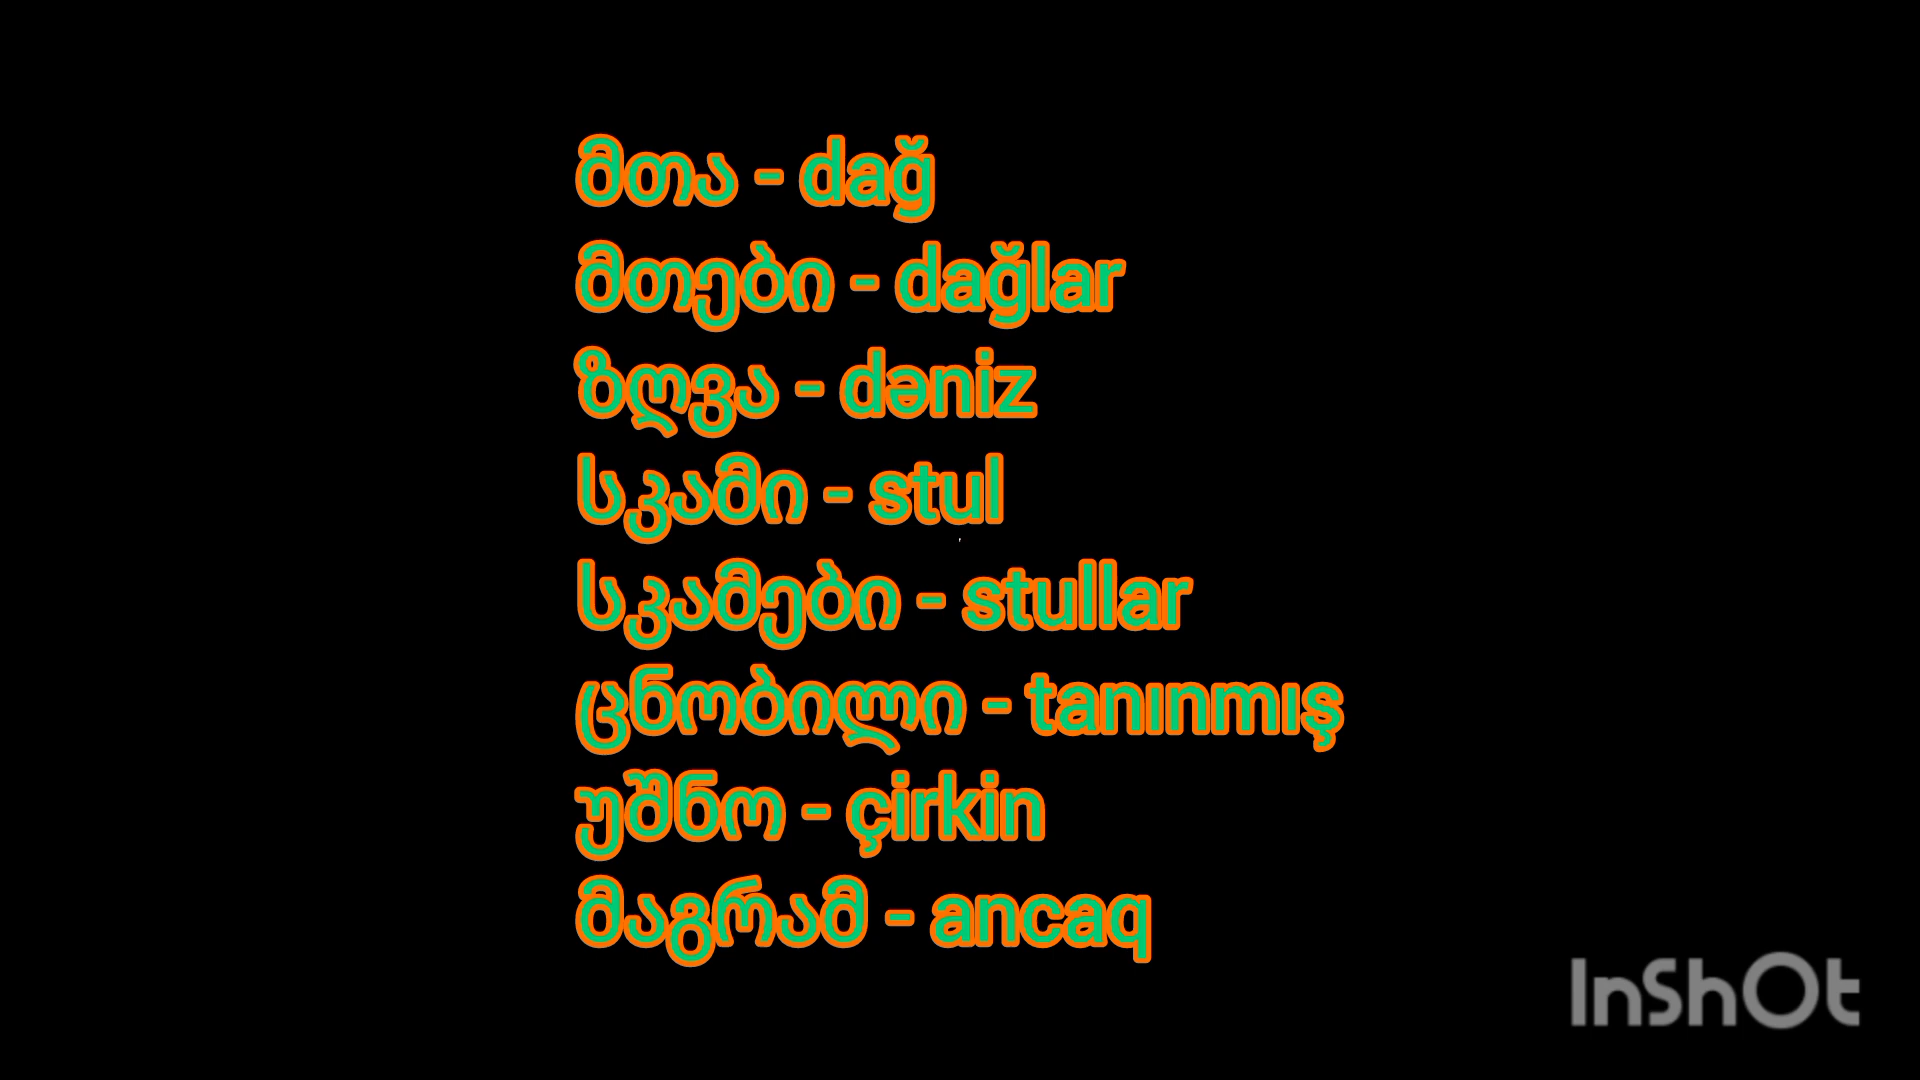 მთა - dağ
მთები - dağlar
ზღვა - dəniz
სკამი - stul
სკამები - stullar
ცნობილი - tanınmış
უშნო - çirkin
მაგრამ - ancaq
InShOt